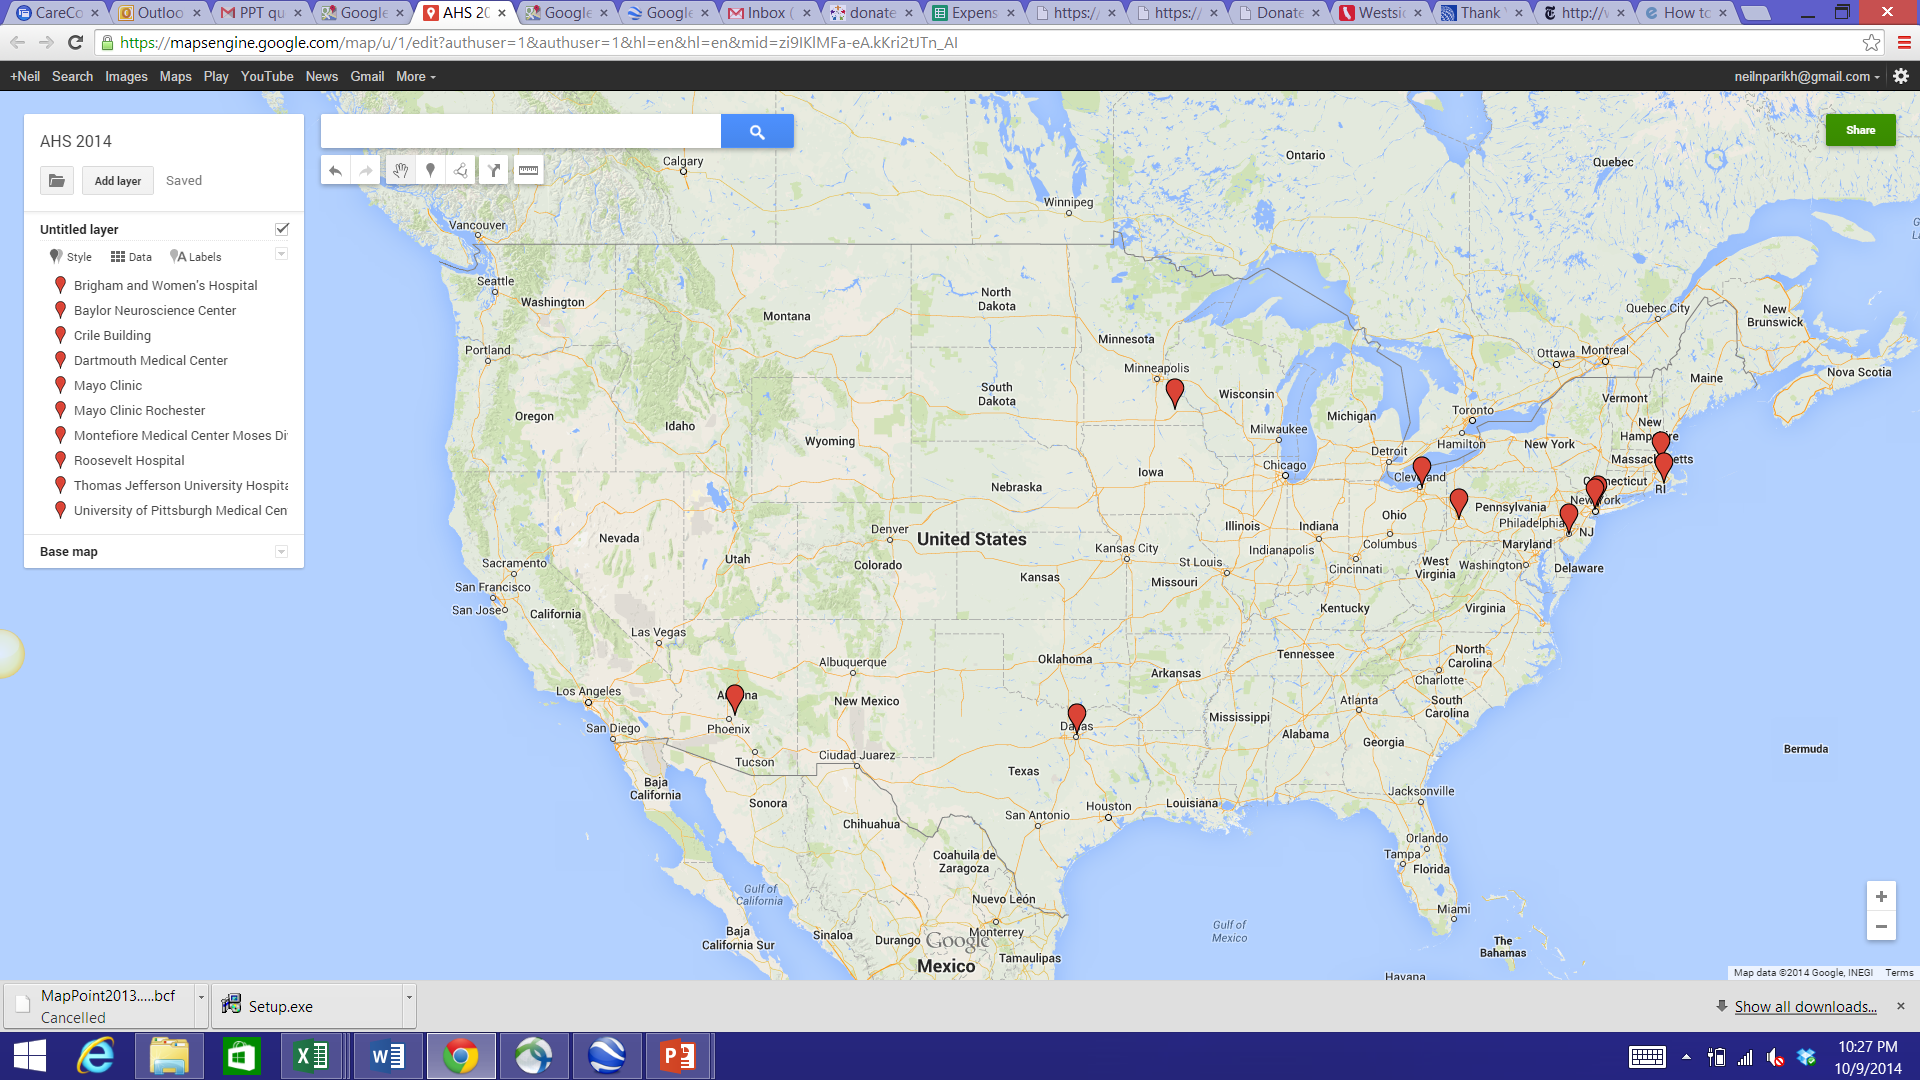 CareCo
Outloo
PPT qu
Google
AHS 20
Google
Google
Inbox (
donate
Expens
https:/
https:/
Donate
Westsi
Thank
http://
How to
https://mapsengine.google.com/map/u/1/edit?authuser=1&authuser=1&hl=en&hl=en&mid=zi9IKlMFa-eA.kKri2tJTn_AI
+Neil Search Images Maps Play YouTube News Gmail More
neilnparikh@gmail.com
AHS 2014
Add layer Saved
Untitled layer
Style Data Labels
Brigham and Women's Hospital
Baylor Neuroscience Center
Crile Building
Dartmouth Medical Center
Mayo Clinic
Mayo Clinic Rochester
Montefiore Medical Center Moses Di
Roosevelt Hospital
Thomas Jefferson University Hospita
University of Pittsburgh Medical Cen
Base map
Share
Calgary
Ontario
Quebec
Winnipeg
Vancouver
Seattle
Washington
North
Dakota
Montana
Quebec City
New
Brunswick
Minnesota
Portland
Ottawa
Montreal
Minneapolis
Nova Scotia
Maine
South
Dakota
Wisconsin
Vermont
Oregon
Idaho
Wyoming
Michigan
Toronto
New
Hampshire
Milwaukee
Hamilton
New York
Detroit
Massachusetts
Chicago
Iowa
Cleveland
Connecticut
RI
Nebraska
New York
Pennsylvania
Ohio
Philadelphia
NJ
Illinois
Indiana
Denver
United States
Nevada
Utah
Colorado
Kansas City
Indianapolis
Columbus
Maryland
Sacramento
St Louis
Cincinnati
West
Virginia
Washington
Delaware
San Francisco
Kansas
Missouri
San Jose
California
Kentucky
Virginia
Las Vegas
Albuquerque
Oklahoma
Tennessee
North
Carolina
Arkansas
Charlotte
Los Angeles
Arizona
New Mexico
Atlanta
South
Carolina
San Diego
Phoenix
Dallas
Mississippi
Alabama
Georgia
Bermuda
Tucson
Ciudad Juarez
Texas
Baja
California
Sonora
Jacksonville
Houston
Louisiana
San Antonio
Chihuahua
Orlando
Tampa
Florida
Coahuila de
Zaragoza
Gulf of
California
Nuevo León
Miami
Gulf of
Mexico
Baja
California Sur
Sinaloa
Durango
Google
Monterrey
The
Bahamas
Tamaulipas
Mexico
Havana
Map data ©2014 Google, INEGI Terms
MapPoint2013.....bcf
Cancelled
Setup.exe
Show all downloads...
10:27 PM
10/9/2014